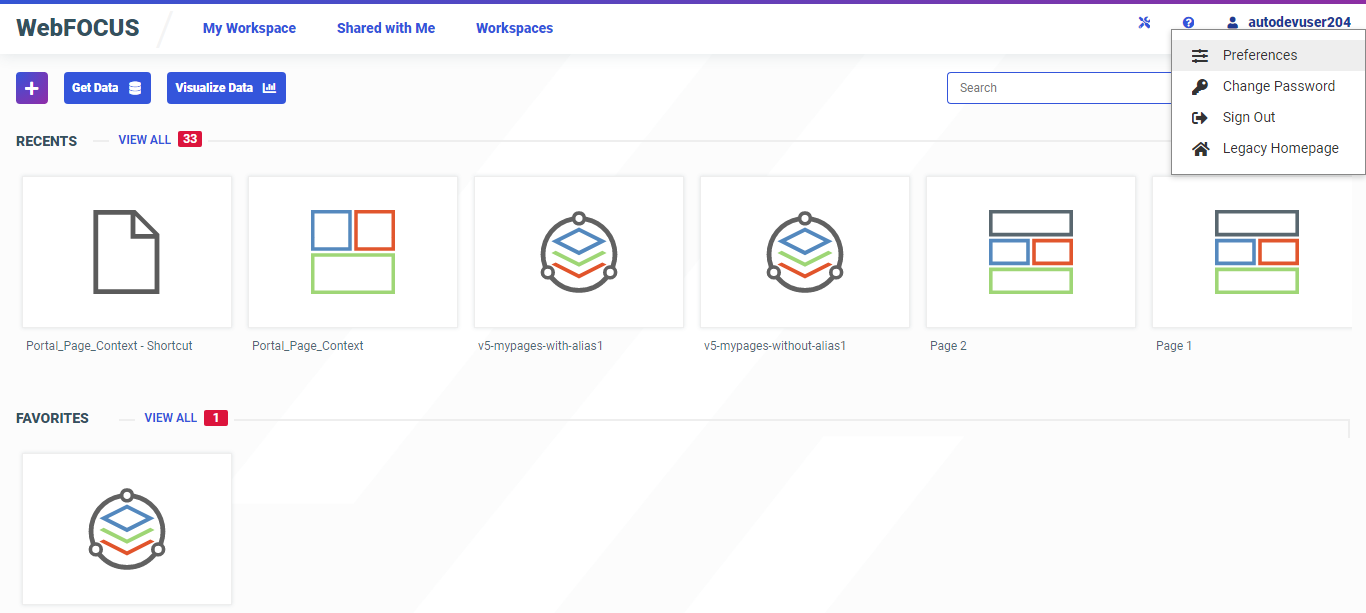 WebFOCUS
My Workspace
Shared with Me
Workspaces
autodevuser204
Preferences
Change Password
Sign Out
Legacy Homepage
Get Data
Visualize Data
Search
RECENTS
VIEW ALL 33
Portal_Page_Context - Shortcut
Portal_Page_Context
v5-mypages-with-alias1
v5-mypages-without-alias1
Page 2
Page 1
FAVORITES
VIEW ALL 1